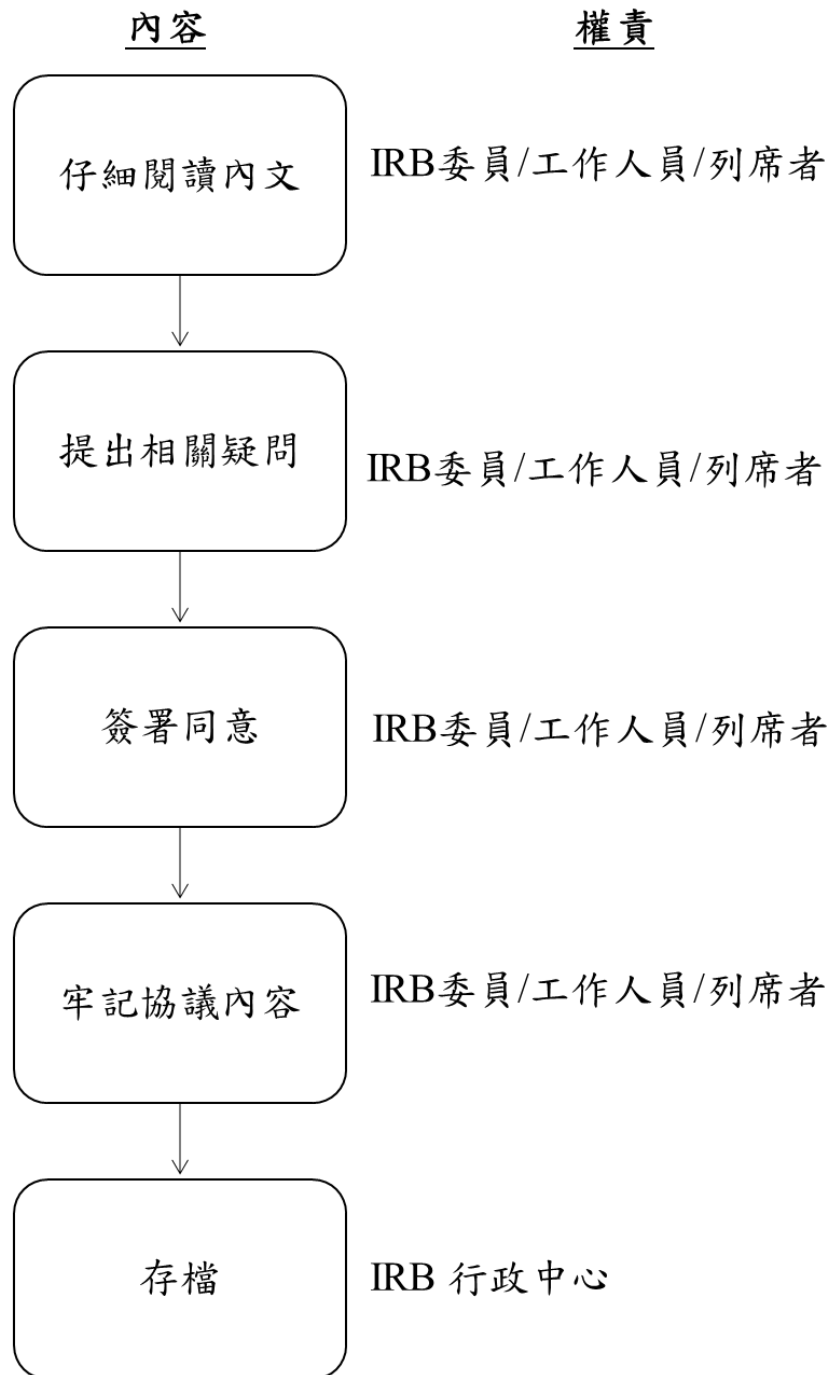 內容 權責
仔細閱讀內文 IRB委員/工作人員/列席者
提出相關疑問 IRB委員/工作人員/列席者
簽署同意 IRB委員/工作人員/列席者
牢記協議內容 IRB委員/工作人員/列席者
存檔 IRB 行政中心